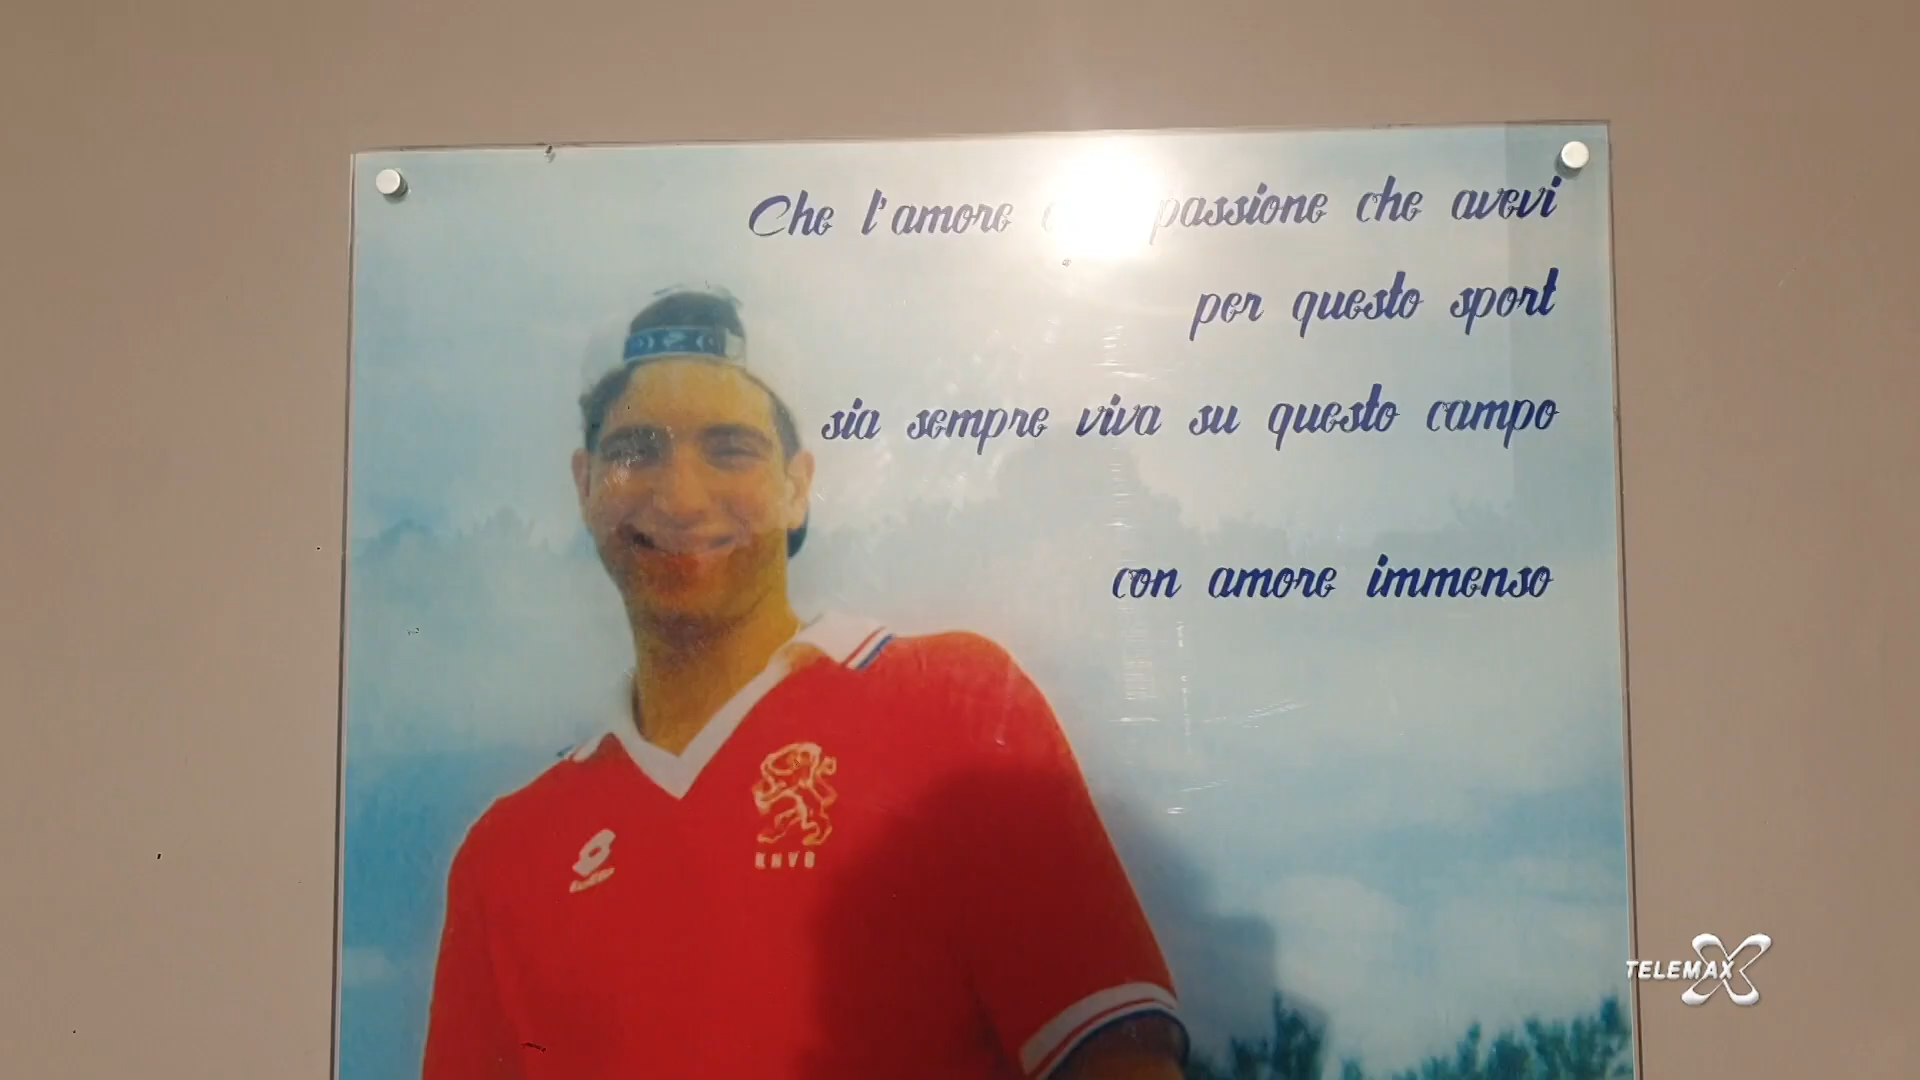 Che l'amore passione che avevi
per questo sport
sia sempre viva su questo campo
con amore immenso
KNVB
TELEMAX